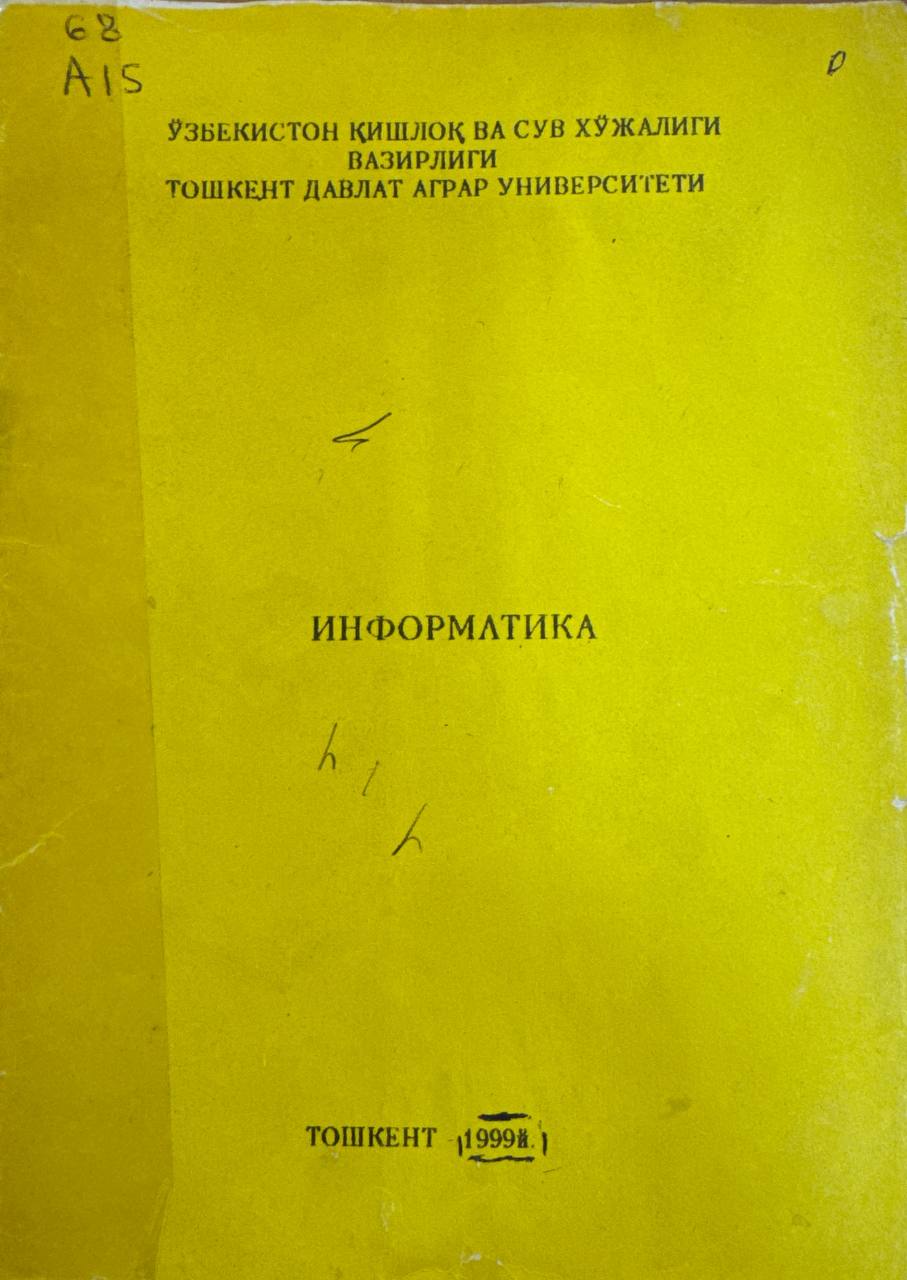 68
A15
ЎЗБЕКИСТОН ҚИШЛОҚ ВА СУВ ХЎЖАЛИГИ
ВАЗИРЛИГИ
ТОШКЕНТ ДАВЛАТ АГРАР УНИВЕРСИТЕТИ
ИНФОРМАТИКА
ТОШКЕНТ 1999й.